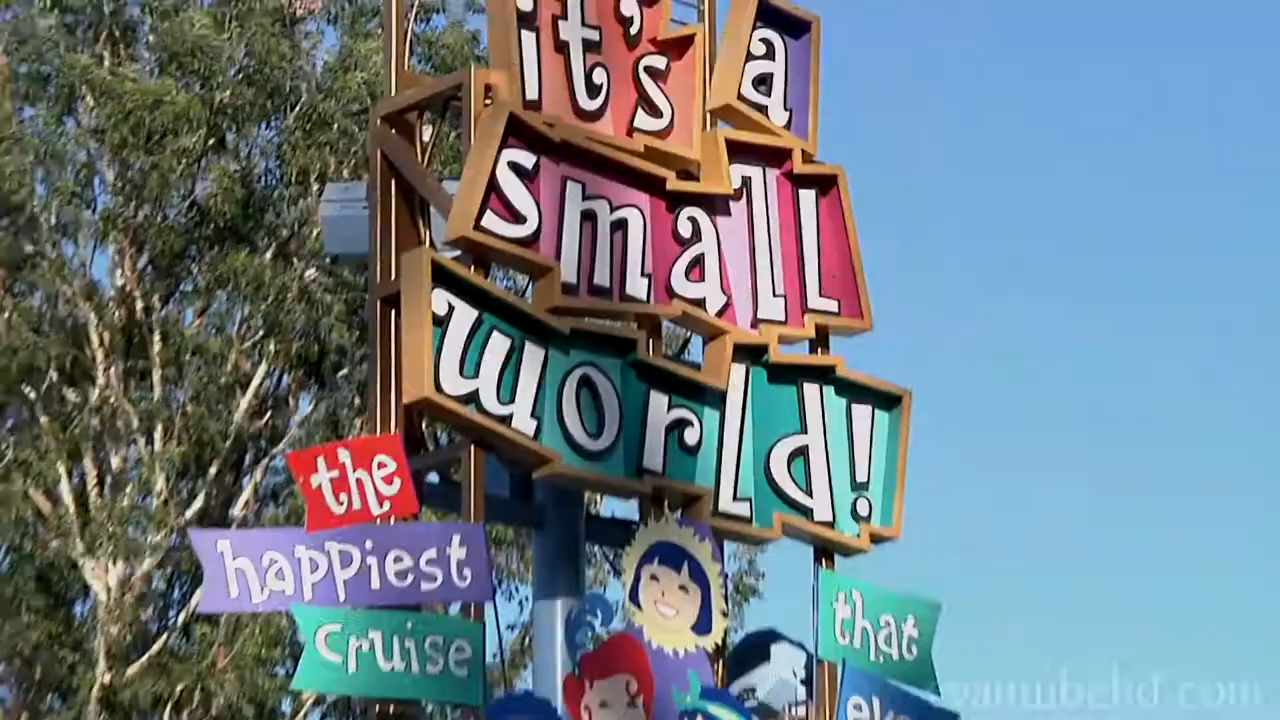 it's a
small
world!
the
happiest
cruise
that